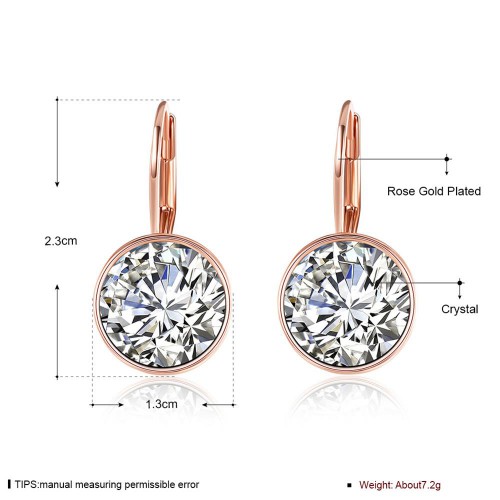 Rose Gold Plated
2.3cm
Crystal
1.3cm
TIPS:manual measuring permissible error
Weight: About7.2g